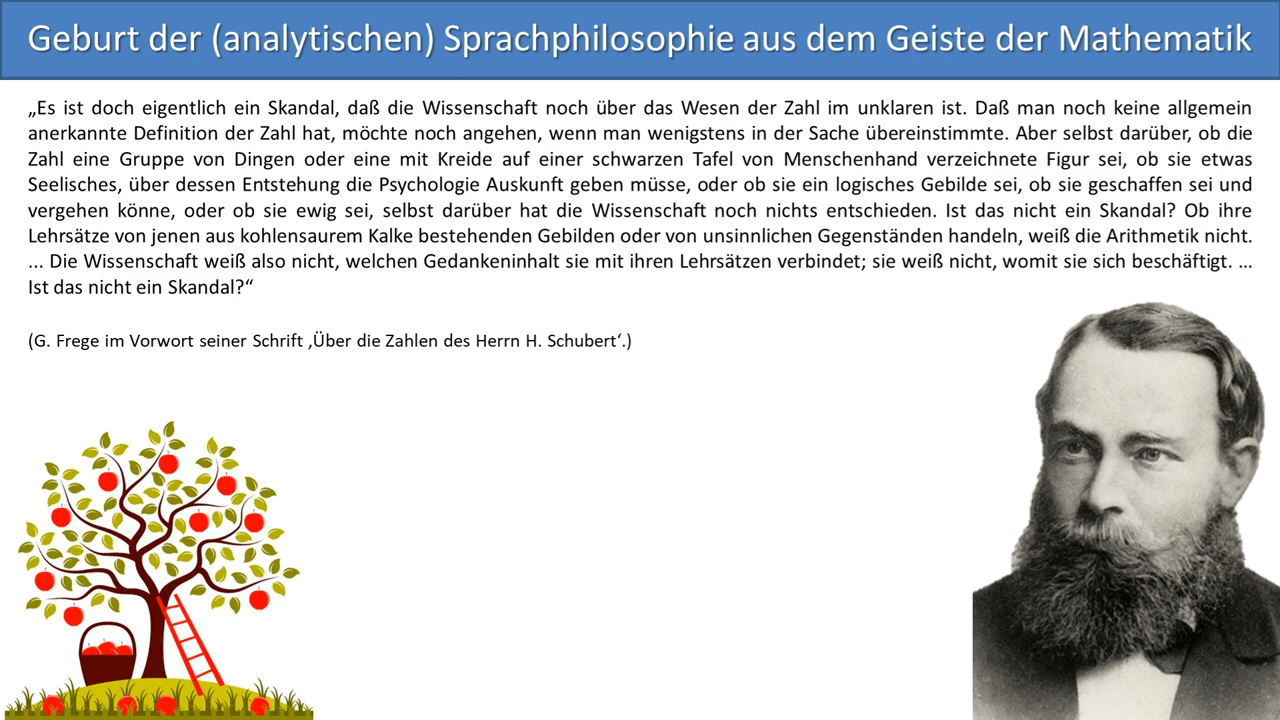 Geburt der (analytischen) Sprachphilosophie aus dem Geiste der Mathematik
„Es ist doch eigentlich ein Skandal, daß die Wissenschaft noch über das Wesen der Zahl im unklaren ist. Daß man noch keine allgemein
anerkannte Definition der Zahl hat, möchte noch angehen, wenn man wenigstens in der Sache übereinstimmte. Aber selbst darüber, ob die
Zahl eine Gruppe von Dingen oder eine mit Kreide auf einer schwarzen Tafel von Menschenhand verzeichnete Figur sei, ob sie etwas
Seelisches, über dessen Entstehung die Psychologie Auskunft geben müsse, oder ob sie ein logisches Gebilde sei, ob sie geschaffen sei und
vergehen könne, oder ob sie ewig sei, selbst darüber hat die Wissenschaft noch nichts entschieden. Ist das nicht ein Skandal? Ob ihre
Lehrsätze von jenen aus kohlensaurem Kalke bestehenden Gebilden oder von unsinnlichen Gegenständen handeln, weiß die Arithmetik nicht.
... Die Wissenschaft weiß also nicht, welchen Gedankeninhalt sie mit ihren Lehrsätzen verbindet; sie weiß nicht, womit sie sich beschäftigt. ...
Ist das nicht ein Skandal?“
(G. Frege im Vorwort seiner Schrift ‚Über die Zahlen des Herrn H. Schubert‘.)